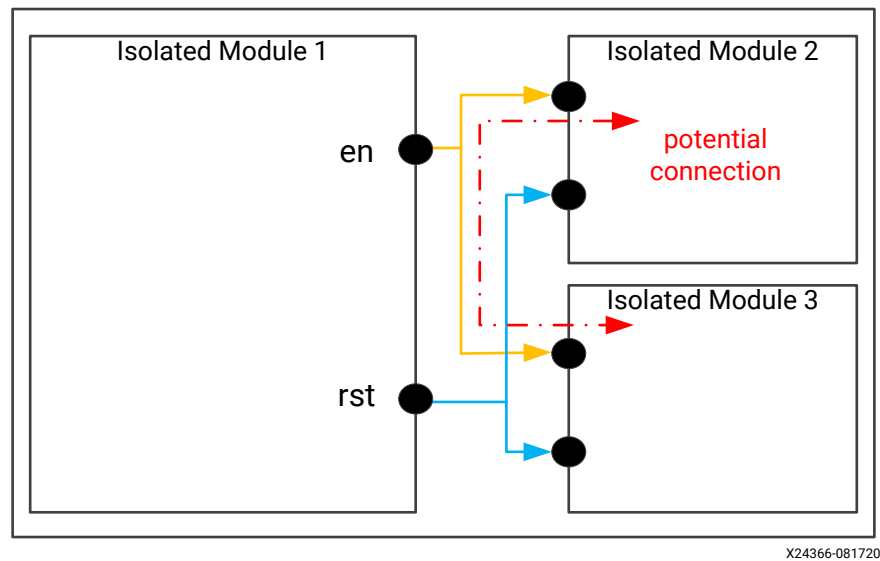 Isolated Module 1
Isolated Module 2
potential
connection
en
Isolated Module 3
rst
X24366-081720